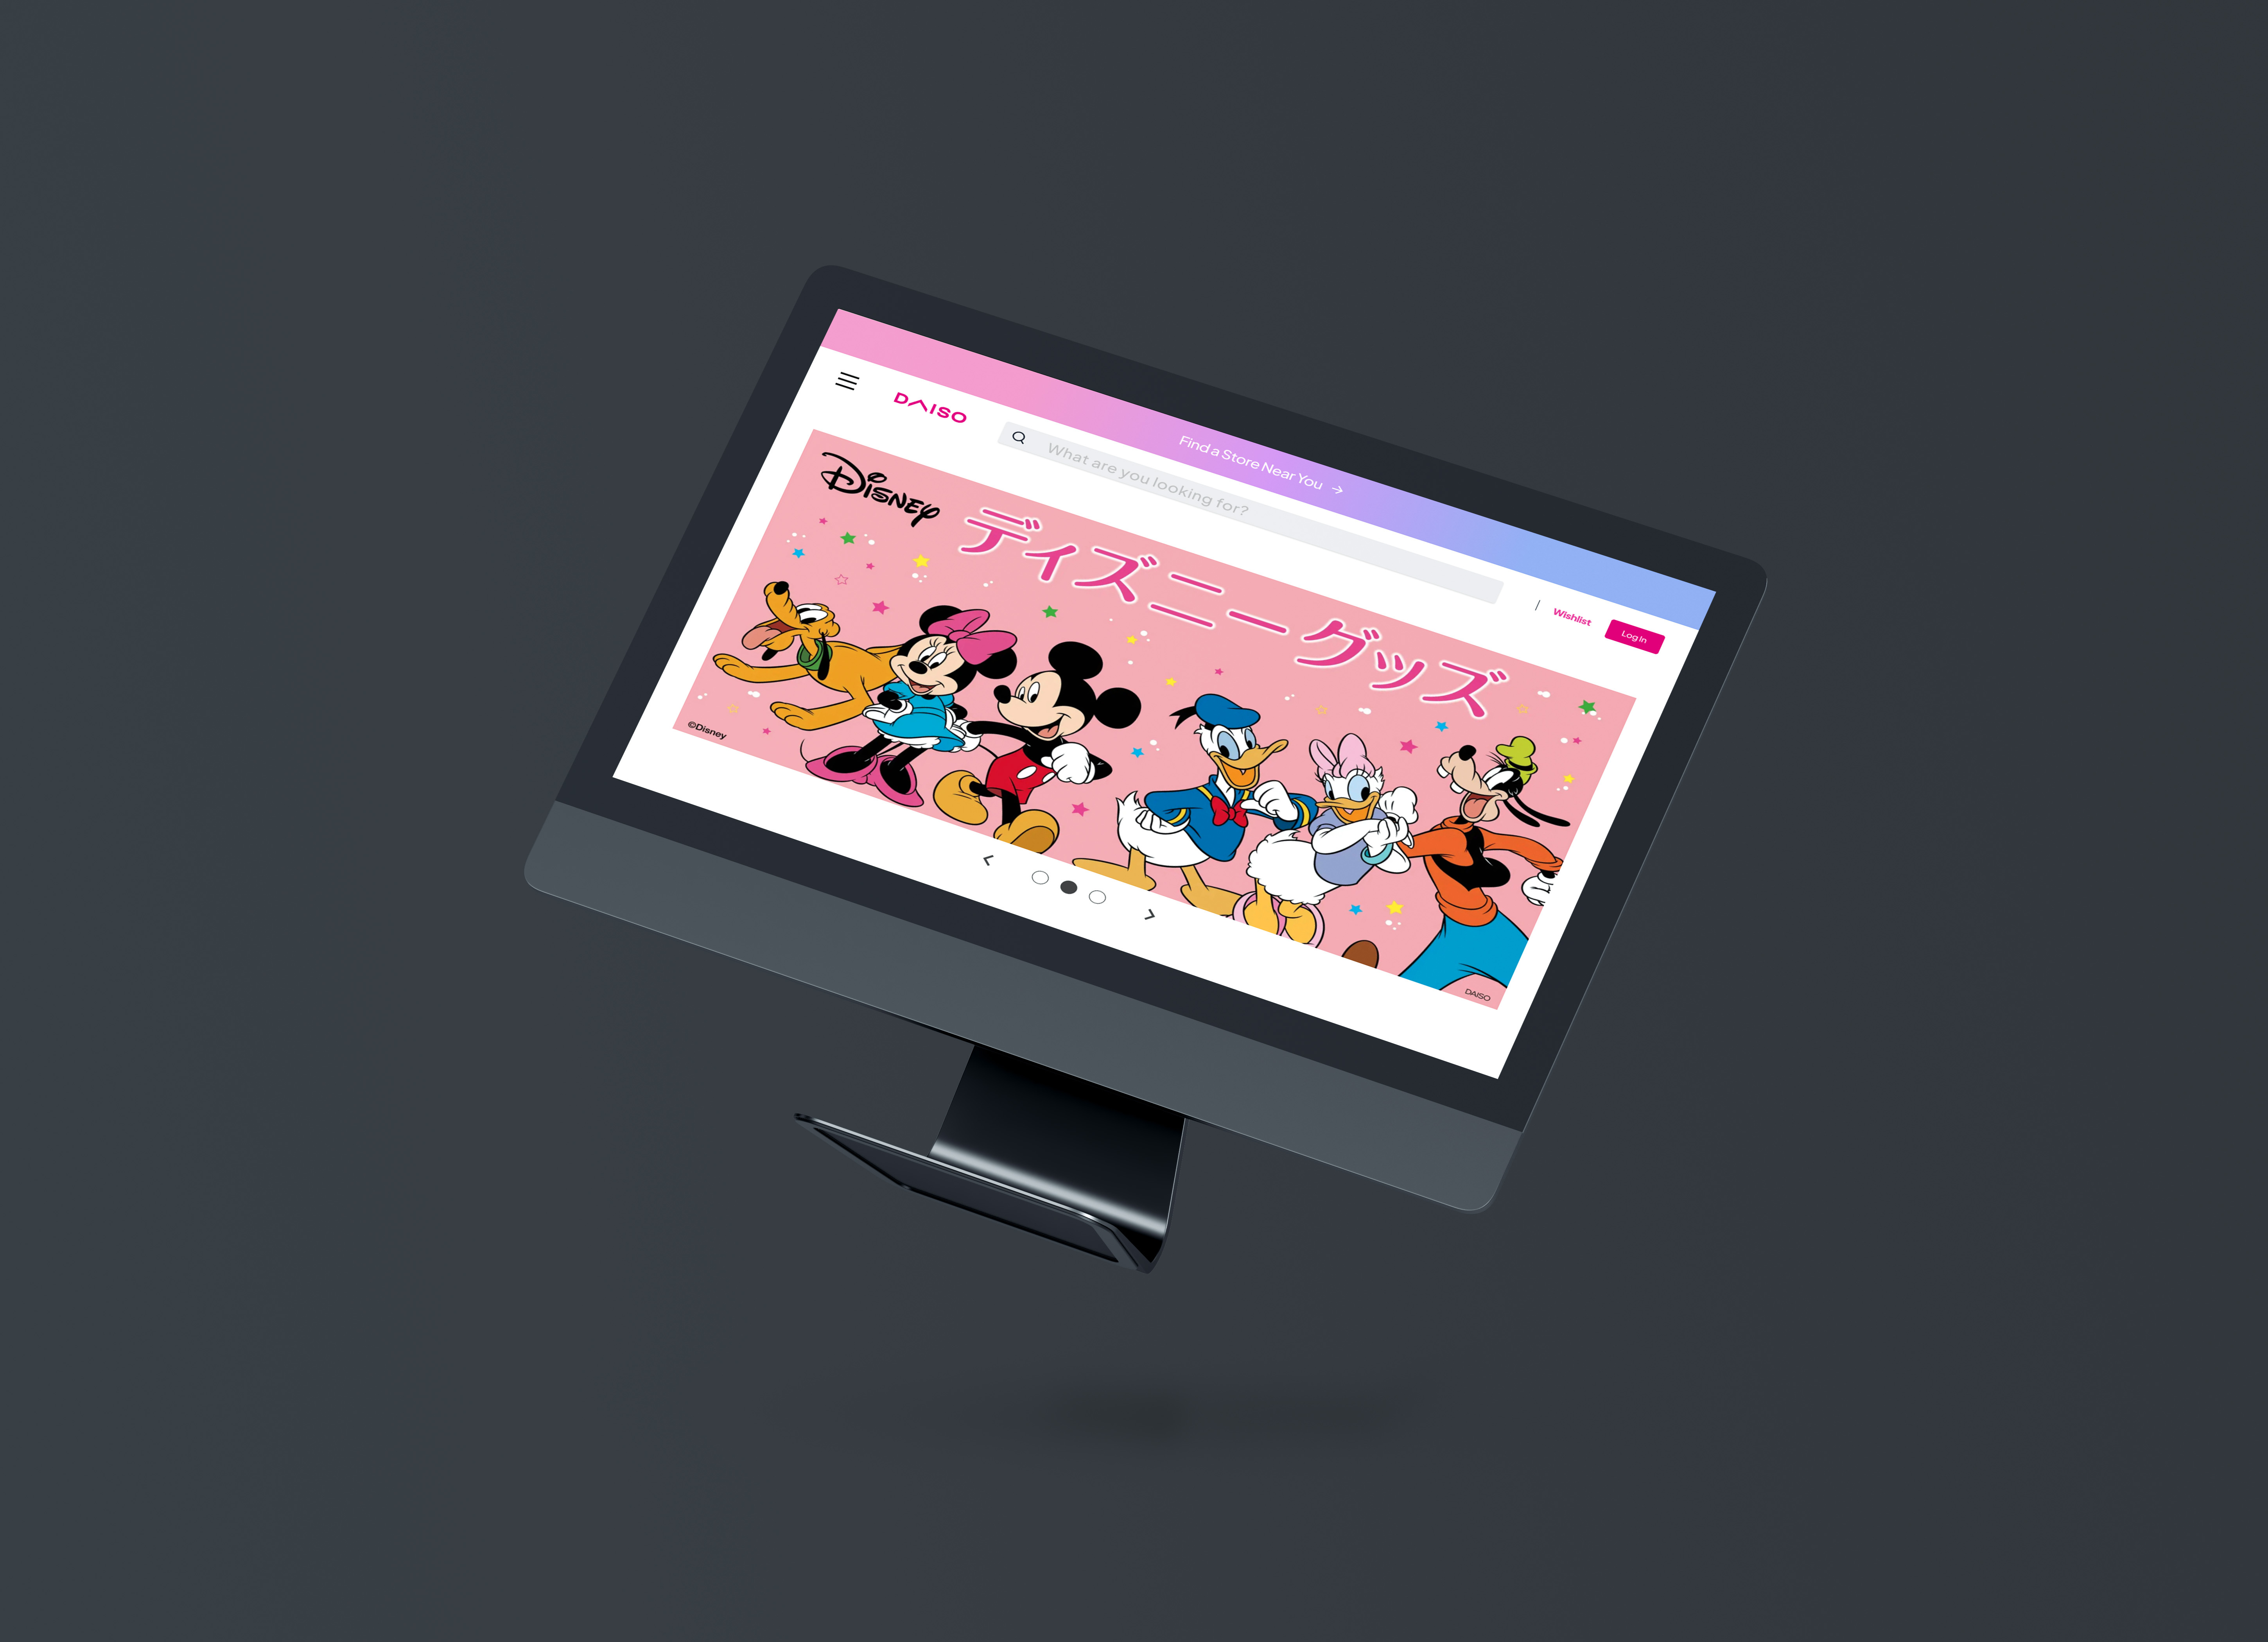 Find a Store Near You →
DAISO
What are you looking for?
Wishlist
Log In
Disney
ディズニーグッズ
©Disney
DAISO